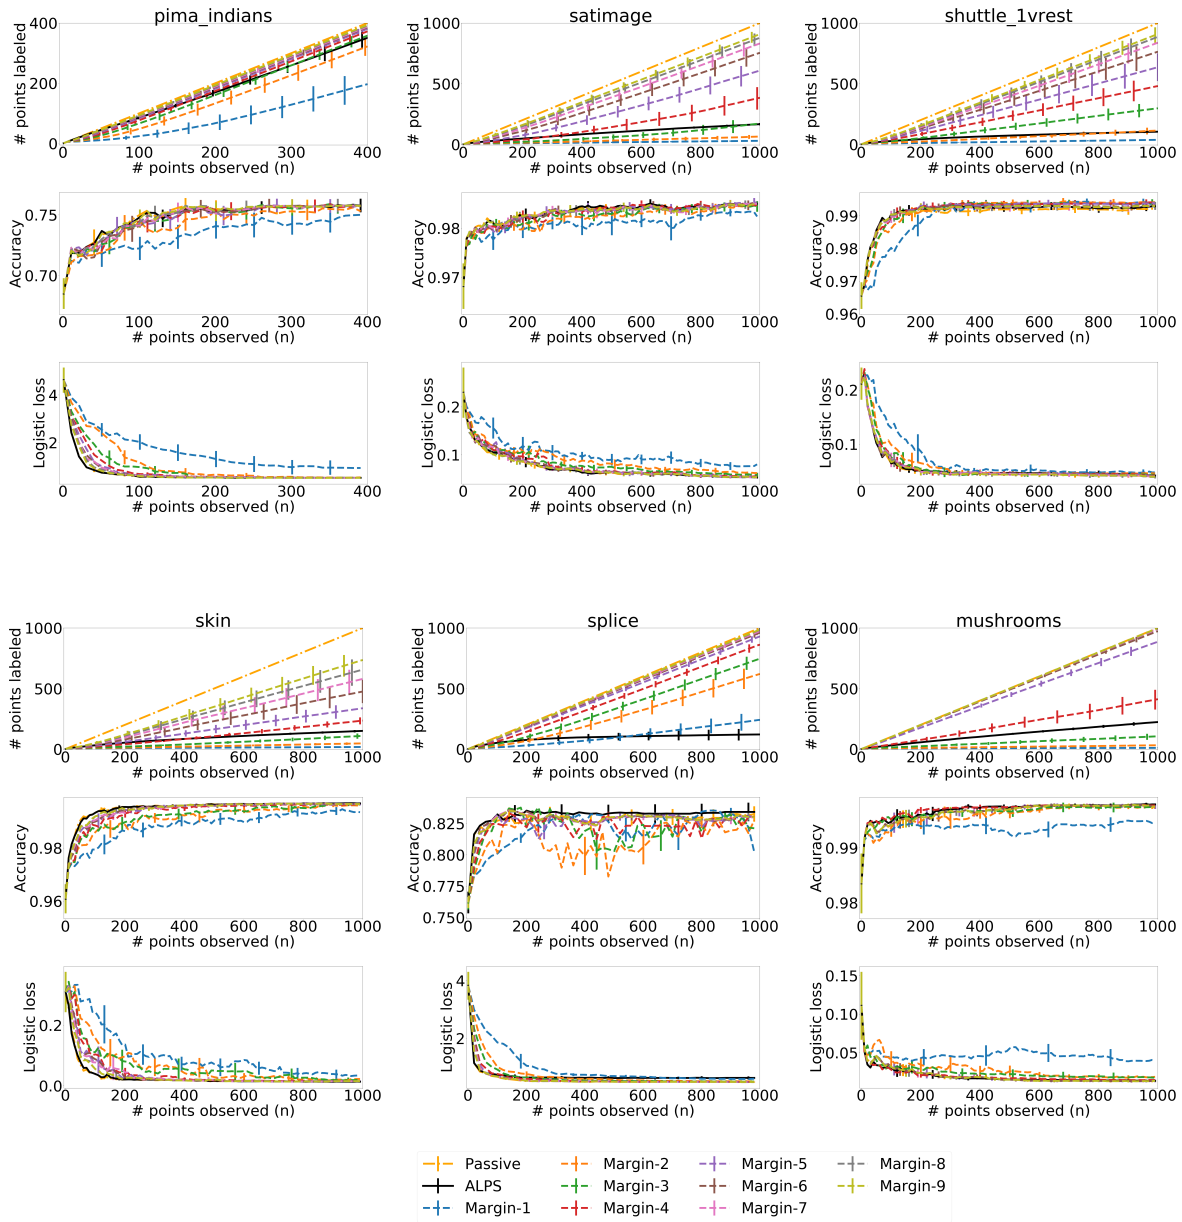 pima_indians
satimage
shuttle_1vrest
# points labeled
400
200
0
0 100 200 300 400
# points observed (n)
# points labeled
1000
500
0
0 200 400 600 800 1000
# points observed (n)
# points labeled
1000
500
0
0 200 400 600 800 1000
# points observed (n)
Accuracy
0.75
0.70
0 100 200 300 400
# points observed (n)
Accuracy
0.98
0.97
0 200 400 600 800 1000
# points observed (n)
Accuracy
0.99
0.98
0.97
0.96
0 200 400 600 800 1000
# points observed (n)
Logistic loss
4
2
0 100 200 300 400
# points observed (n)
Logistic loss
0.2
0.1
0 200 400 600 800 1000
# points observed (n)
Logistic loss
0.2
0.1
0 200 400 600 800 1000
# points observed (n)
skin
splice
mushrooms
# points labeled
1000
500
0
0 200 400 600 800 1000
# points observed (n)
# points labeled
1000
500
0
0 200 400 600 800 1000
# points observed (n)
# points labeled
1000
500
0
0 200 400 600 800 1000
# points observed (n)
Accuracy
0.98
0.96
0 200 400 600 800 1000
# points observed (n)
Accuracy
0.825
0.800
0.775
0.750
0 200 400 600 800 1000
# points observed (n)
Accuracy
0.99
0.98
0 200 400 600 800 1000
# points observed (n)
Logistic loss
0.2
0.0
0 200 400 600 800 1000
# points observed (n)
Logistic loss
4
2
0 200 400 600 800 1000
# points observed (n)
Logistic loss
0.15
0.10
0.05
0 200 400 600 800 1000
# points observed (n)
Passive
ALPS
Margin-1
Margin-2
Margin-3
Margin-4
Margin-5
Margin-6
Margin-7
Margin-8
Margin-9